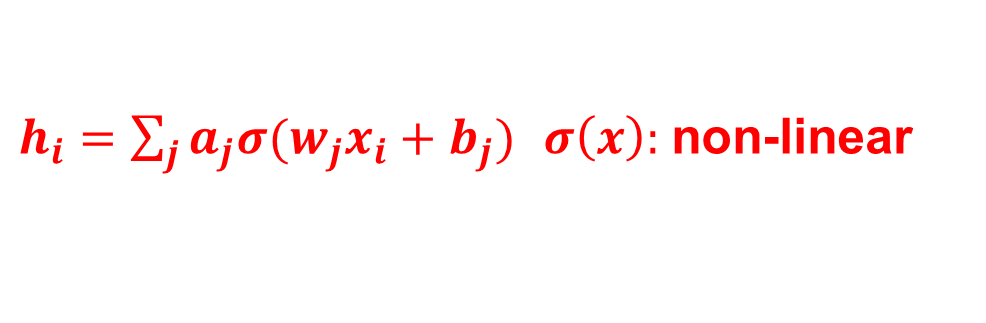 𝒉ᵢ = ∑ⱼ 𝒂ⱼ𝝈(𝒘ⱼ𝒙ᵢ + 𝒃ⱼ) 𝝈(𝒙): non-linear